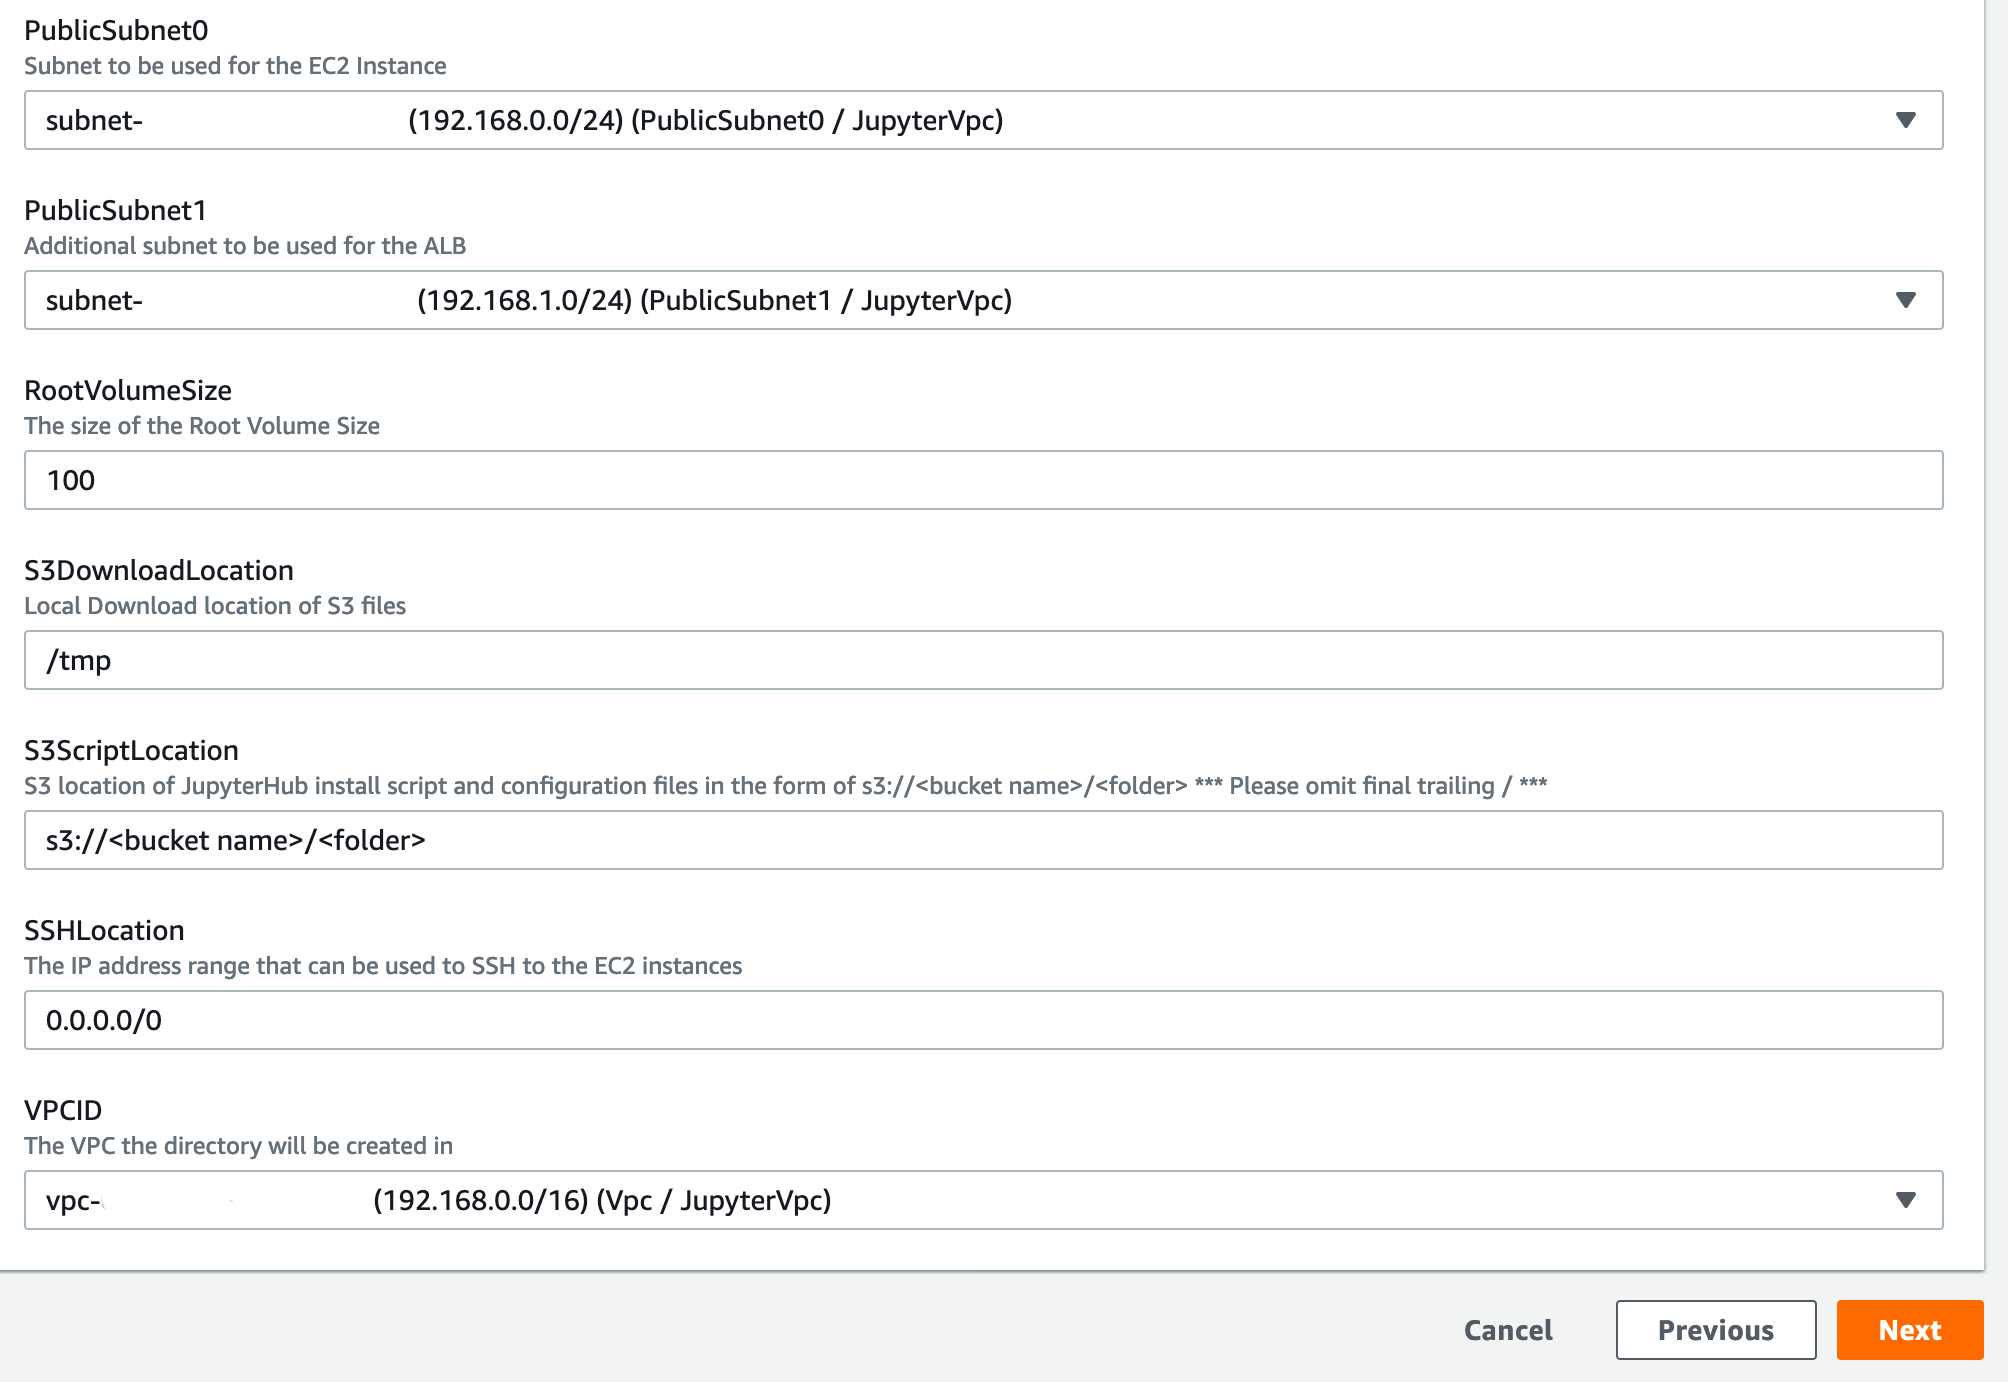 PublicSubnet0
Subnet to be used for the EC2 Instance
subnet- (192.168.0.0/24) (PublicSubnet0 / JupyterVpc)
PublicSubnet1
Additional subnet to be used for the ALB
subnet- (192.168.1.0/24) (PublicSubnet1 / JupyterVpc)
RootVolumeSize
The size of the Root Volume Size
100
S3DownloadLocation
Local Download location of S3 files
/tmp
S3ScriptLocation
S3 location of JupyterHub install script and configuration files in the form of s3://<bucket name>/<folder> *** Please omit final trailing / ***
s3://<bucket name>/<folder>
SSHLocation
The IP address range that can be used to SSH to the EC2 instances
0.0.0.0/0
VPCID
The VPC the directory will be created in
vpc- (192.168.0.0/16) (Vpc / JupyterVpc)
Cancel Previous Next